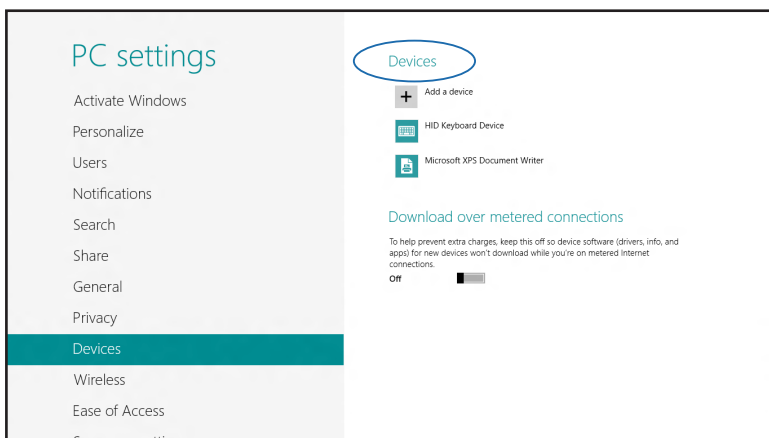 PC settings
Activate Windows
Personalize
Users
Notifications
Search
Share
General
Privacy
Devices
Wireless
Ease of Access
Devices
Add a device
HID Keyboard Device
Microsoft XPS Document Writer
Download over metered connections
To help prevent extra charges, keep this off so device software (drivers, info, and
apps) for new devices won't download while you're on metered Internet
connections.
Off